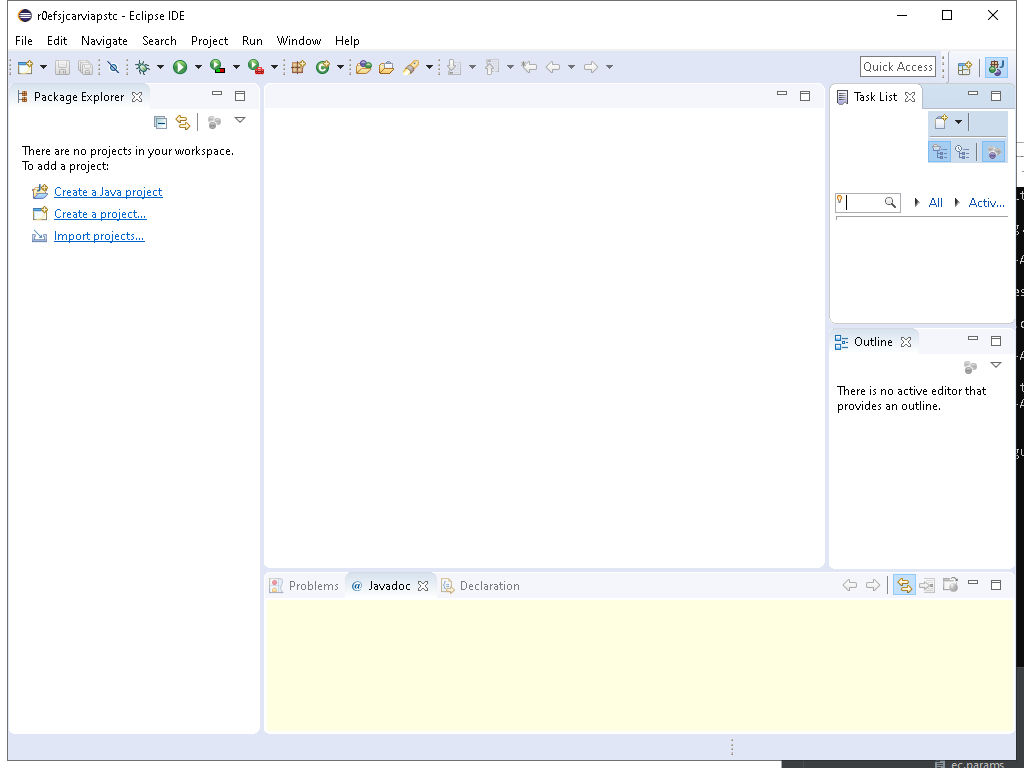 r0efsjcarviapstc - Eclipse IDE
File Edit Navigate Search Project Run Window Help
Quick Access
Package Explorer
Task List
There are no projects in your workspace.
To add a project:
Create a Java project
Create a project...
Import projects...
All Activ...
Outline
There is no active editor that
provides an outline.
Problems @ Javadoc Declaration
ec.params